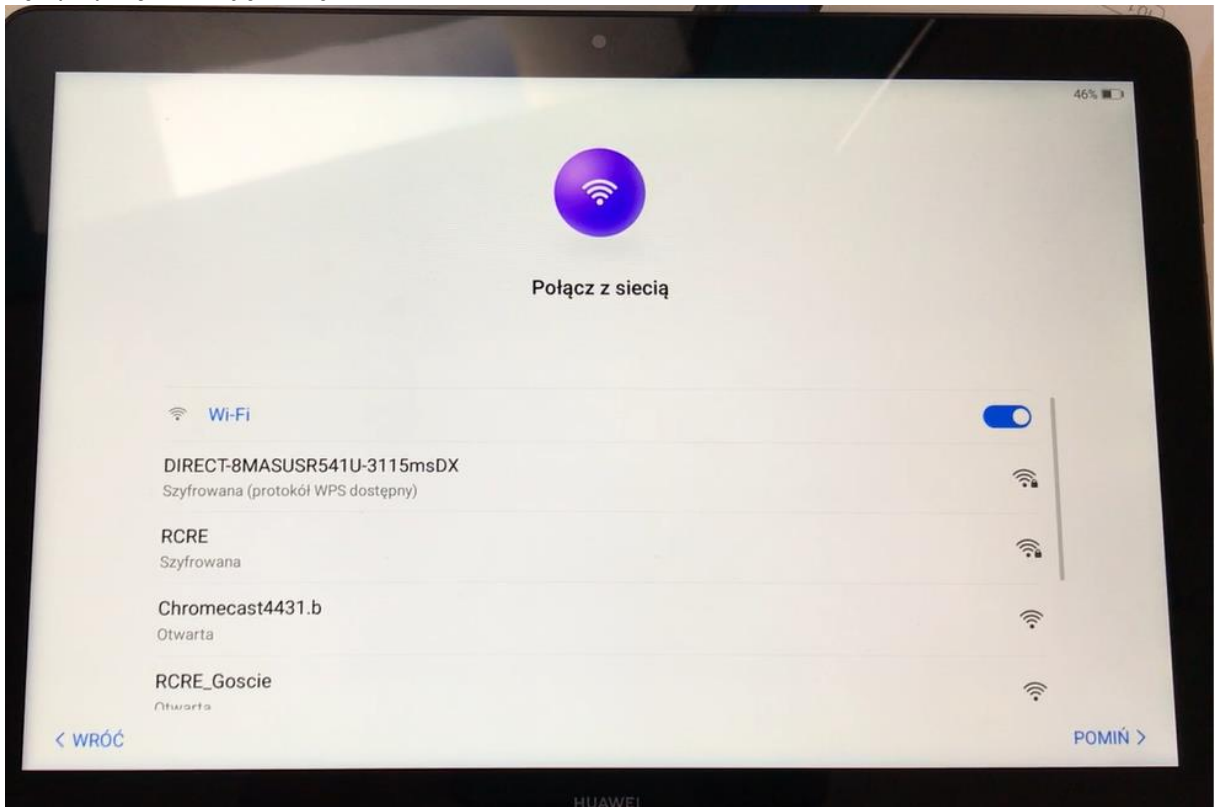 46%
Połącz z siecią
Wi-Fi
DIRECT-8MASUSR541U-3115msDX
Szyfrowana (protokół WPS dostępny)
RCRE
Szyfrowana
Chromecast4431.b
Otwarta
RCRE_Goscie
Otwarta
< WRÓĆ
POMIŃ >
HUAWEI